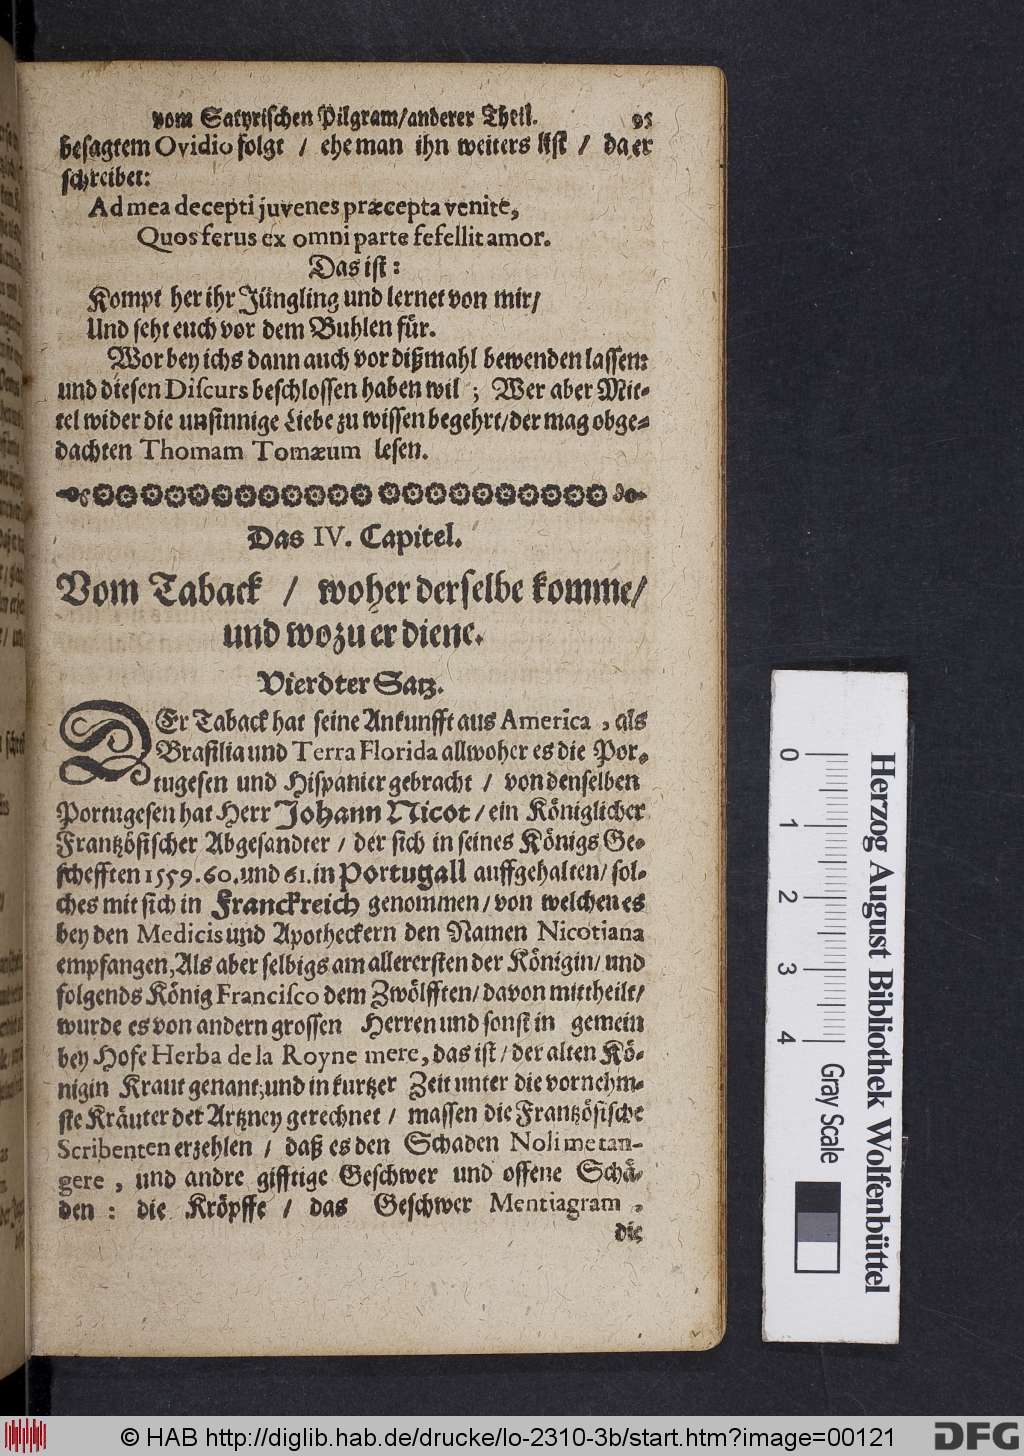 vom Satyrischen Pilgram/anderer Theil. 95
besagtem Ovidio folgt / ehe man ihn weiters list / da er
schreibet:
Ad mea decepti juvenes præcepta venite,
Quos ferus ex omni parte fefellit amor.
Das ist:
Kompt her ihr Jüngling und lernet von mir/
Und seht euch vor dem Buhlen für.
Wor bey ichs dann auch vor dißmahl bewenden lassen:
und diesen Discurs beschlossen haben wil ; Wer aber Mit-
tel wider die unsinnige Liebe zu wissen begehrt/der mag obge-
dachten Thomam Tomæum lesen.
Das IV. Capitel.
Vom Taback / woher derselbe komme/
und wozu er diene.
Vierdter Satz.
DEr Taback hat seine Ankunfft aus America, als
Brasilia und Terra Florida allwoher es die Por-
tugesen und Hispanier gebracht / von denselben
Portugesen hat Herr Johann Nicot/ein Königlicher
Frantzösischer Abgesandter / der sich in seines Königs Ge-
schefften 1559.60.und 61.in Portugall auffgehalten/sol-
ches mit sich in Franckreich genommen/von welchen es
bey den Medicis und Apotheckern den Namen Nicotiana
empfangen,Als aber selbigs am allerersten der Königin/und
folgends König Francisco dem Zwölfften/davon mittheilt/
wurde es von andern grossen Herren und sonst in gemein
bey Hofe Herba de la Royne mere, das ist/der alten Kö-
nigin Kraut genant;und in kurtzer Zeit unter die vornehm-
ste Kräuter der Artzney gerechnet / massen die Frantzösische
Scribenten erzehlen / daß es den Schaden Noli me tan-
gere, und andre gifftige Geschwer und offene Schä-
den : die Kröpffe / das Geschwer Mentiagram,
die
0 1 2 3 4
Gray Scale
Herzog August Bibliothek Wolfenbüttel
© HAB http://diglib.hab.de/drucke/lo-2310-3b/start.htm?image=00121
DFG